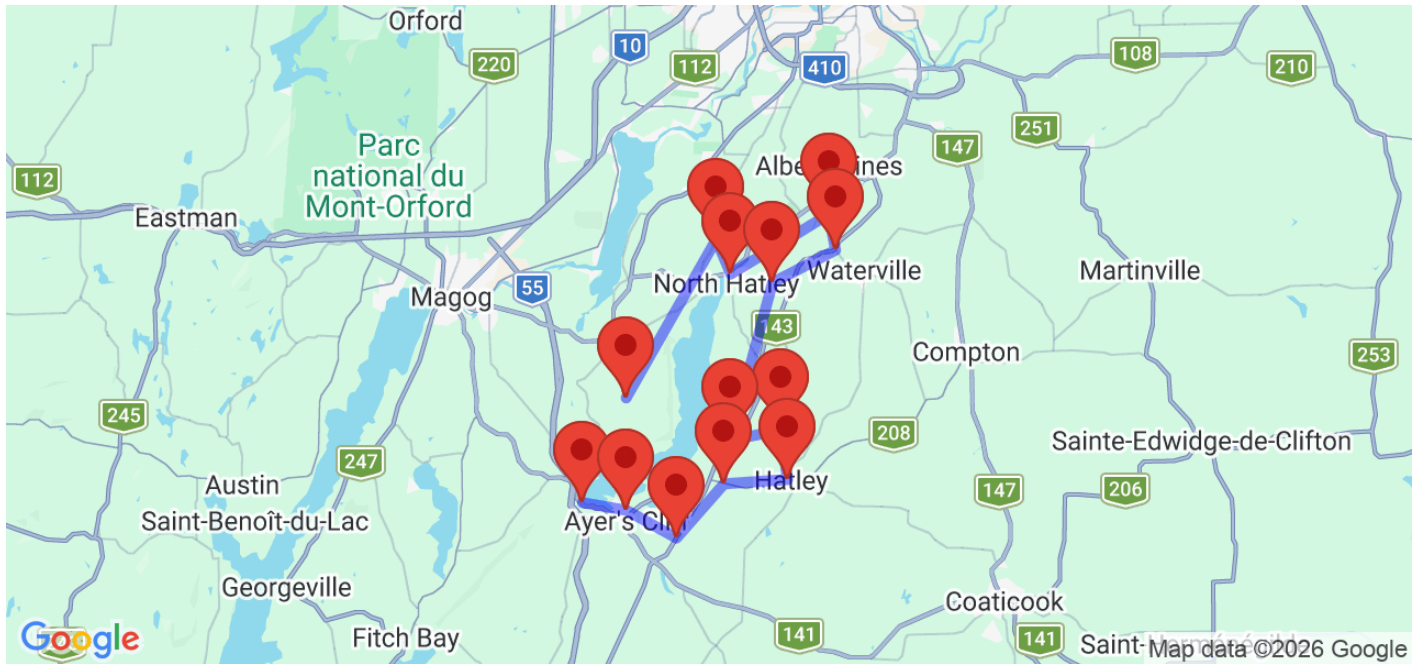 Orford
10
220
112
410
108
210
251
147
Parc
national du
Mont-Orford
112
Eastman
North Hatley
Waterville
Martinville
Magog
55
143
Compton
253
245
247
208
Sainte-Edwidge-de-Clifton
Austin
Hatley
147
206
Saint-Benoît-du-Lac
Ayer's
Georgeville
Coaticook
Fitch Bay
141
141
Google
Map data ©2026 Google